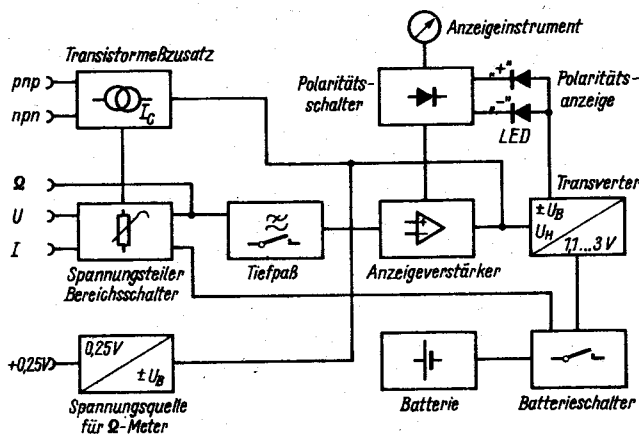 Anzeigeinstrument
Transistormeßzusatz
pnp
npn
I_C
Polaritäts-
schalter
„+"
„-"
LED
Polaritäts-
anzeige
Ω
U
I
Spannungsteiler
Bereichsschalter
Tiefpaß
Anzeigeverstärker
Transverter
± U_B
U_H
1,1...3 V
+0,25V
0,25V
± U_B
Spannungsquelle
für Ω-Meter
Batterie
Batterieschalter